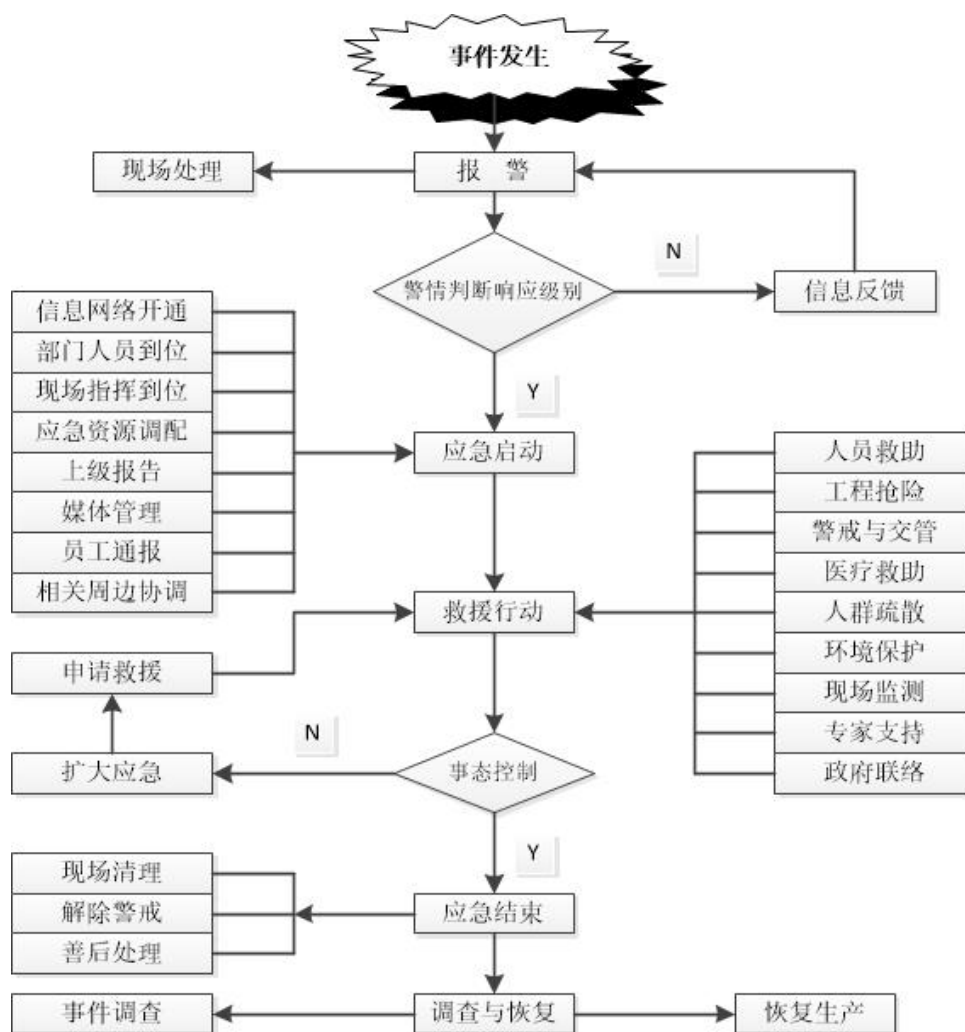 事件发生
现场处理
报 警
N
警情判断响应级别
信息反馈
信息网络开通
部门人员到位
现场指挥到位
应急资源调配
上级报告
媒体管理
员工通报
相关周边协调
Y
应急启动
人员救助
工程抢险
警戒与交管
医疗救助
人群疏散
环境保护
现场监测
专家支持
政府联络
救援行动
申请救援
扩大应急
N
事态控制
Y
现场清理
解除警戒
善后处理
应急结束
事件调查
调查与恢复
恢复生产